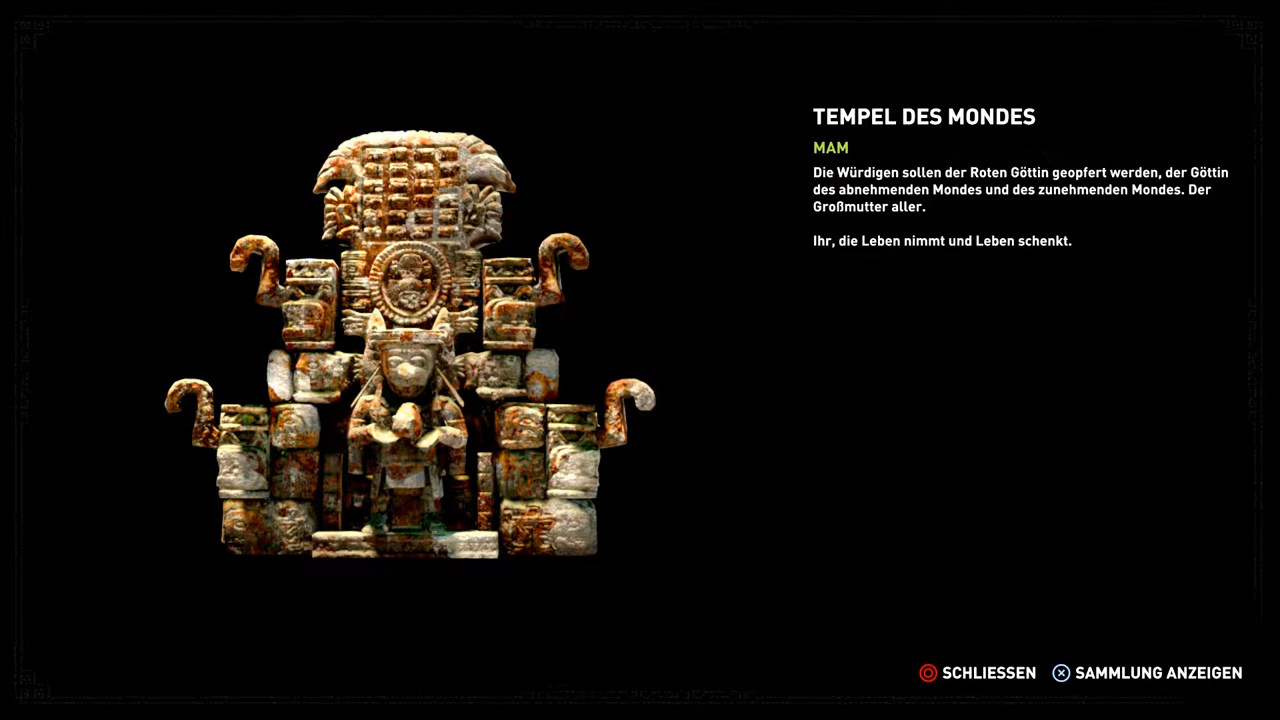 TEMPEL DES MONDES
MAM
Die Würdigen sollen der Roten Göttin geopfert werden, der Göttin
des abnehmenden Mondes und des zunehmenden Mondes. Der
Großmutter aller.
Ihr, die Leben nimmt und Leben schenkt.
SCHLIESSEN SAMMLUNG ANZEIGEN